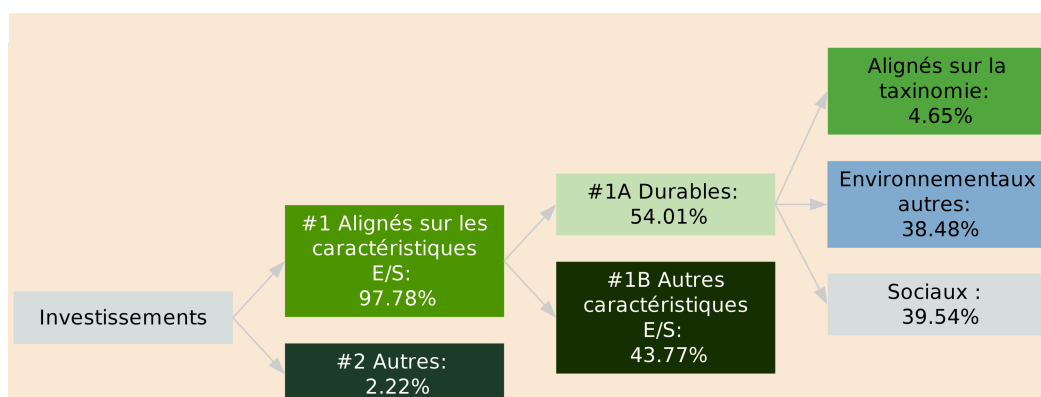 Investissements
#1 Alignés sur les
caractéristiques
E/S:
97.78%
#2 Autres:
2.22%
#1A Durables:
54.01%
#1B Autres
caractéristiques
E/S:
43.77%
Alignés sur la
taxinomie:
4.65%
Environnementaux
autres:
38.48%
Sociaux :
39.54%